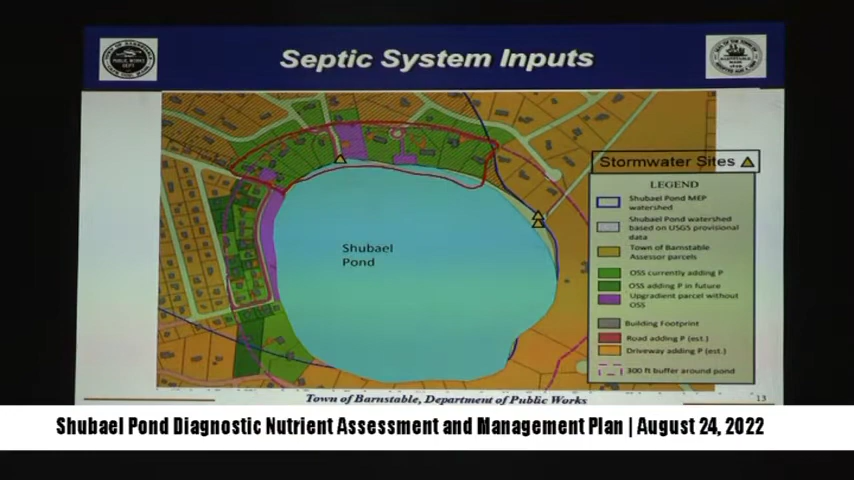 Septic System Inputs
Stormwater Sites
LEGEND
Shubael Pond MEP
watershed
Shubael Pond watershed
based on USGS provisional
data
Town of Barnstable
Assessor parcels
OSS currently adding P
OSS adding P in future
Upgradient parcel without
OSS
Building Footprint
Road adding P (est.)
Driveway adding P (est.)
300 ft buffer around pond
Shubael
Pond
Town of Barnstable, Department of Public Works
13
Shubael Pond Diagnostic Nutrient Assessment and Management Plan | August 24, 2022